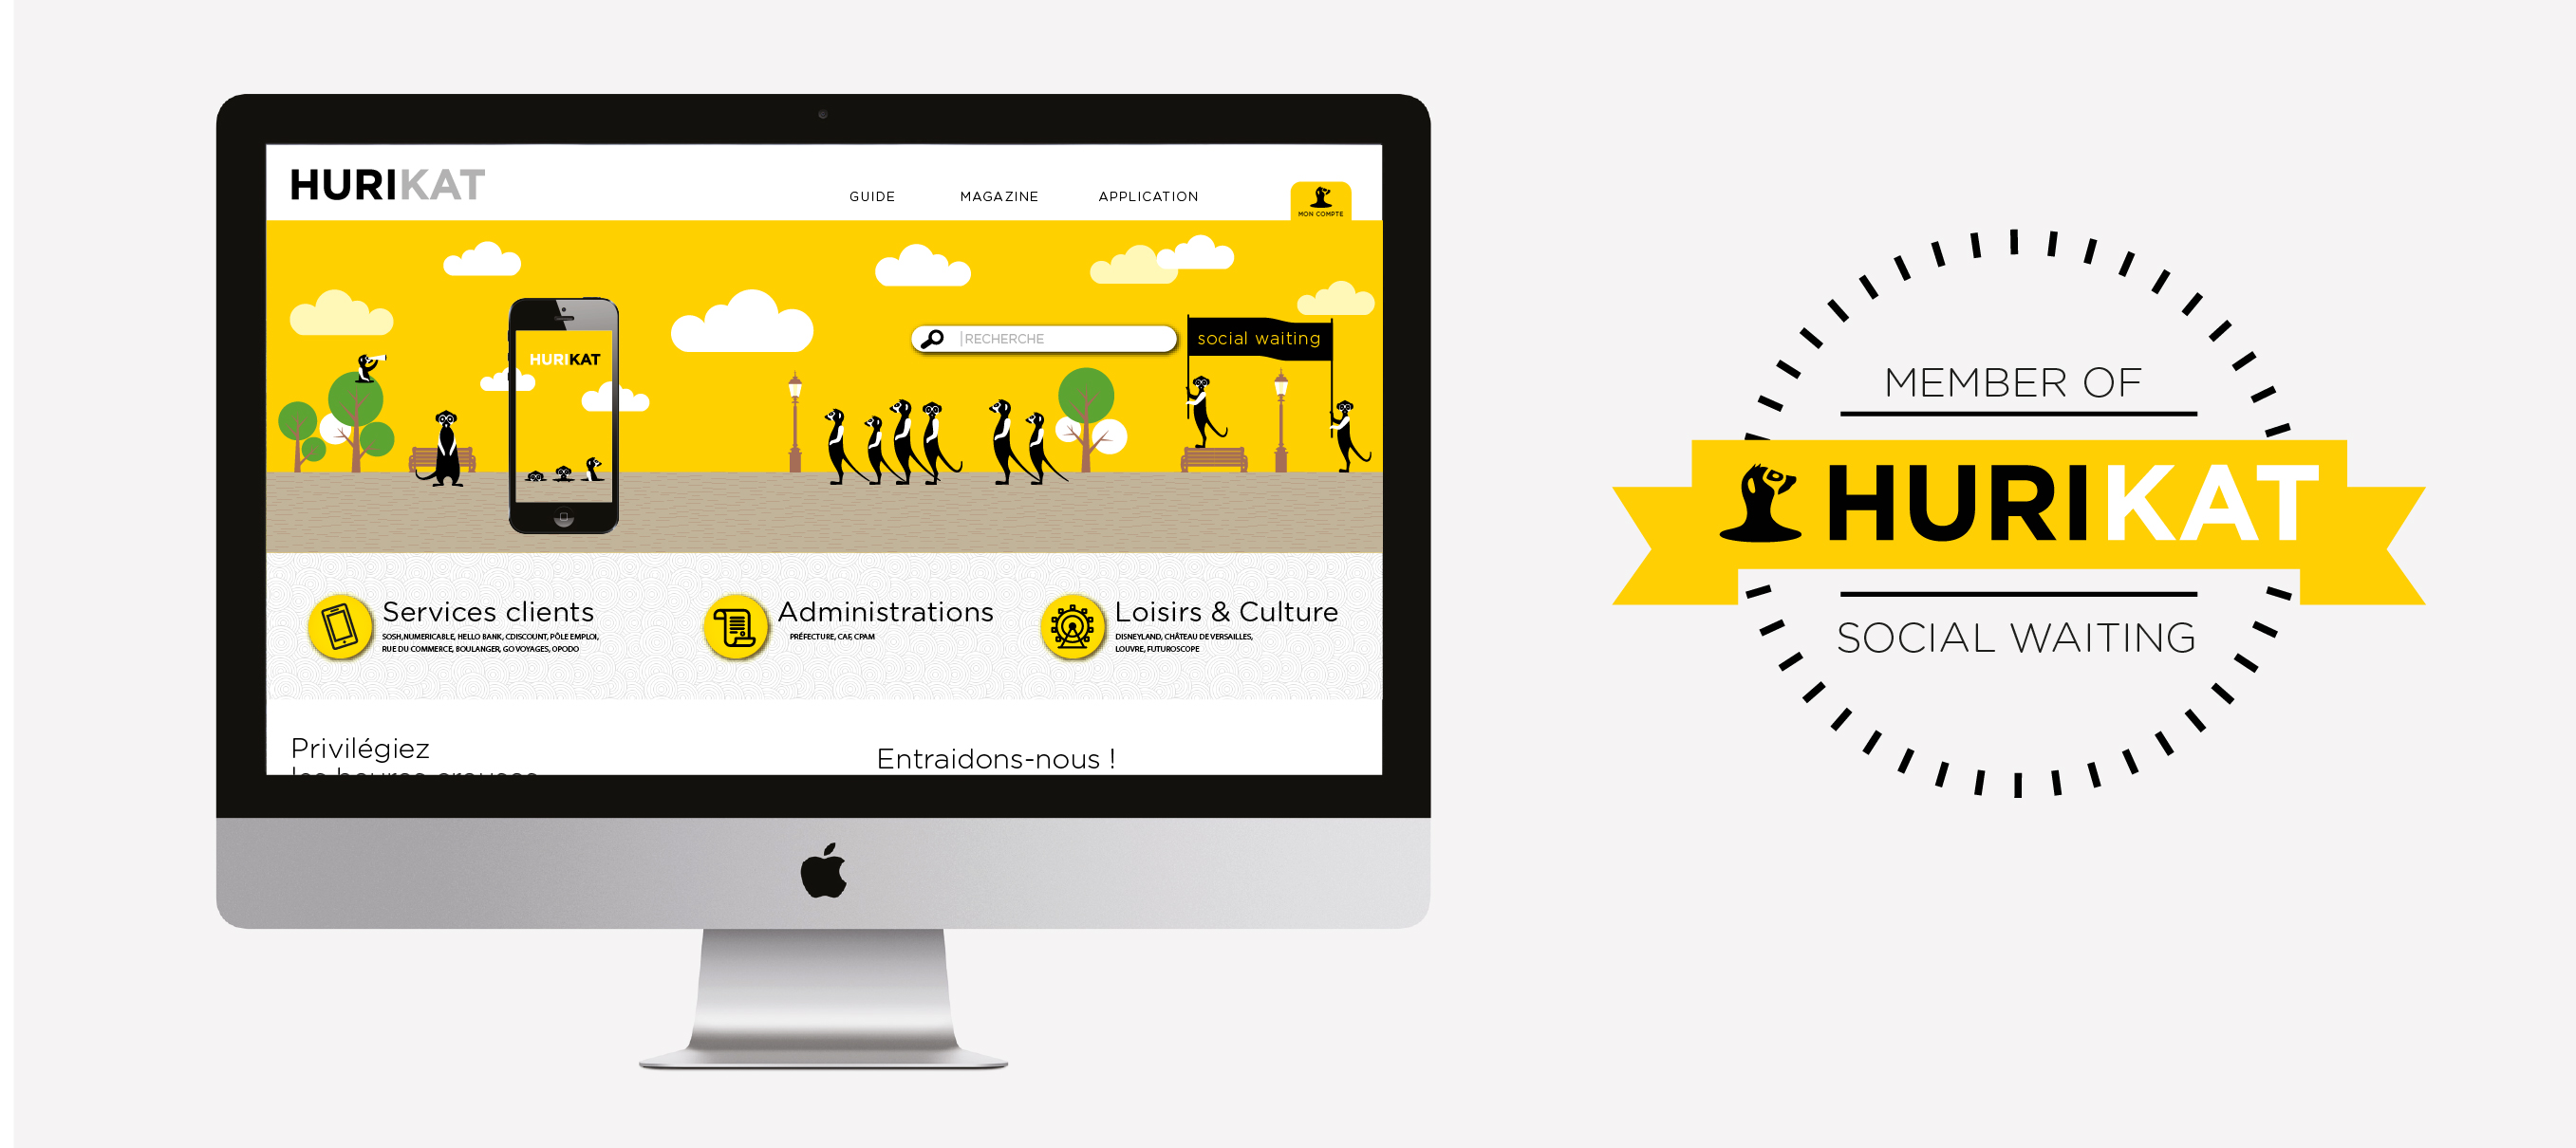 HURIKAT
GUIDE
MAGAZINE
APPLICATION
MON COMPTE
HURIKAT
RECHERCHE
social waiting
Services clients
SOSH,NUMERICABLE, HELLO BANK, CDISCOUNT, PÔLE EMPLOI,
RUE DU COMMERCE, BOULANGER, GO VOYAGES, OPODO
Administrations
PRÉFECTURE, CAF, CPAM
Loisirs & Culture
DISNEYLAND, CHÂTEAU DE VERSAILLES,
LOUVRE, FUTUROSCOPE
Privilégiez
Entraidons-nous !
MEMBER OF
HURIKAT
SOCIAL WAITING